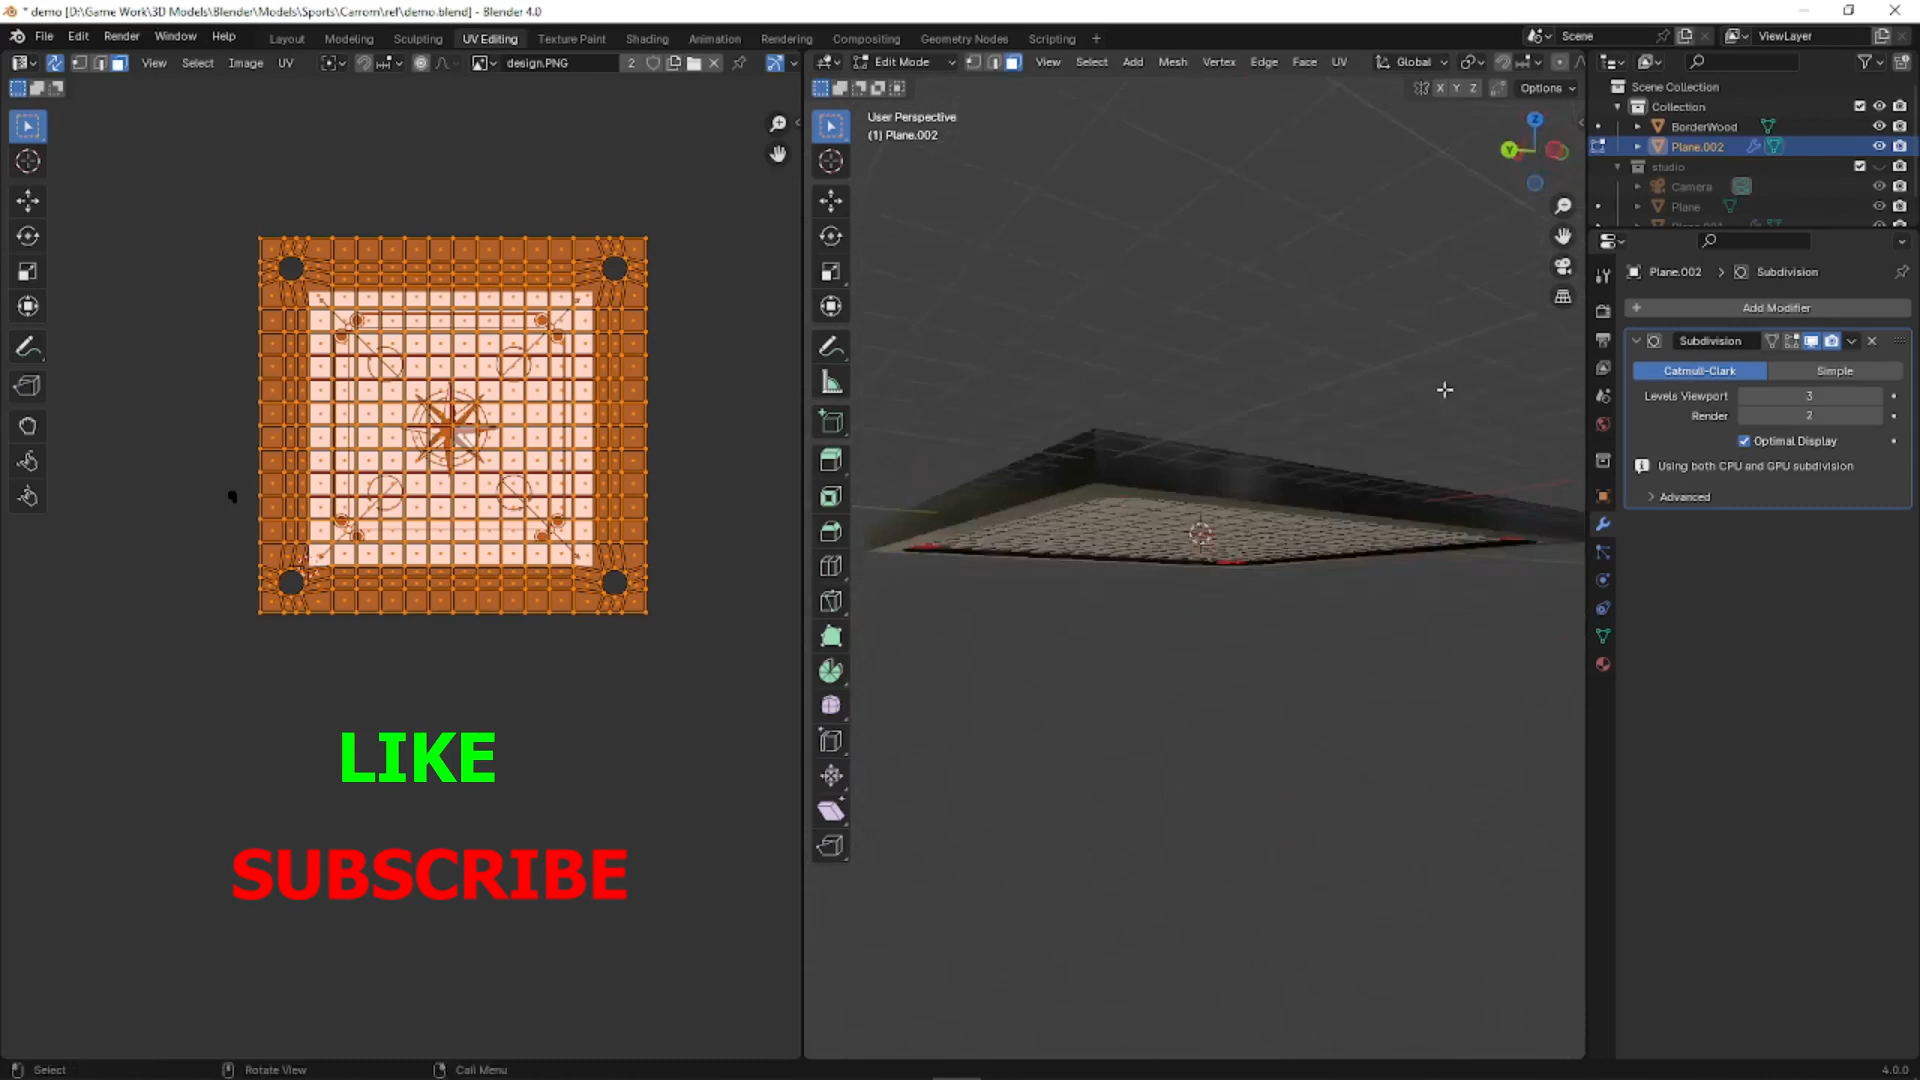 * demo [D:\Game Work\3D Models\Blender\Models\Sports\Carrom\ref\demo.blend] - Blender 4.0
File Edit Render Window Help Layout Modeling Sculpting UV Editing Texture Paint Shading Animation Rendering Compositing Geometry Nodes Scripting + Scene ViewLayer
View Select Image UV design.PNG 2 Edit Mode View Select Add Mesh Vertex Edge Face UV Global
X Y Z Options
User Perspective
(1) Plane.002
Z
Y
Scene Collection
Collection
BorderWood
Plane.002
studio
Camera
Plane
Plane.002 > Subdivision
+ Add Modifier
Subdivision
Catmull-Clark Simple
Levels Viewport 3
Render 2
Optimal Display
Using both CPU and GPU subdivision
Advanced
LIKE
SUBSCRIBE
Select Rotate View Call Menu 4.0.0